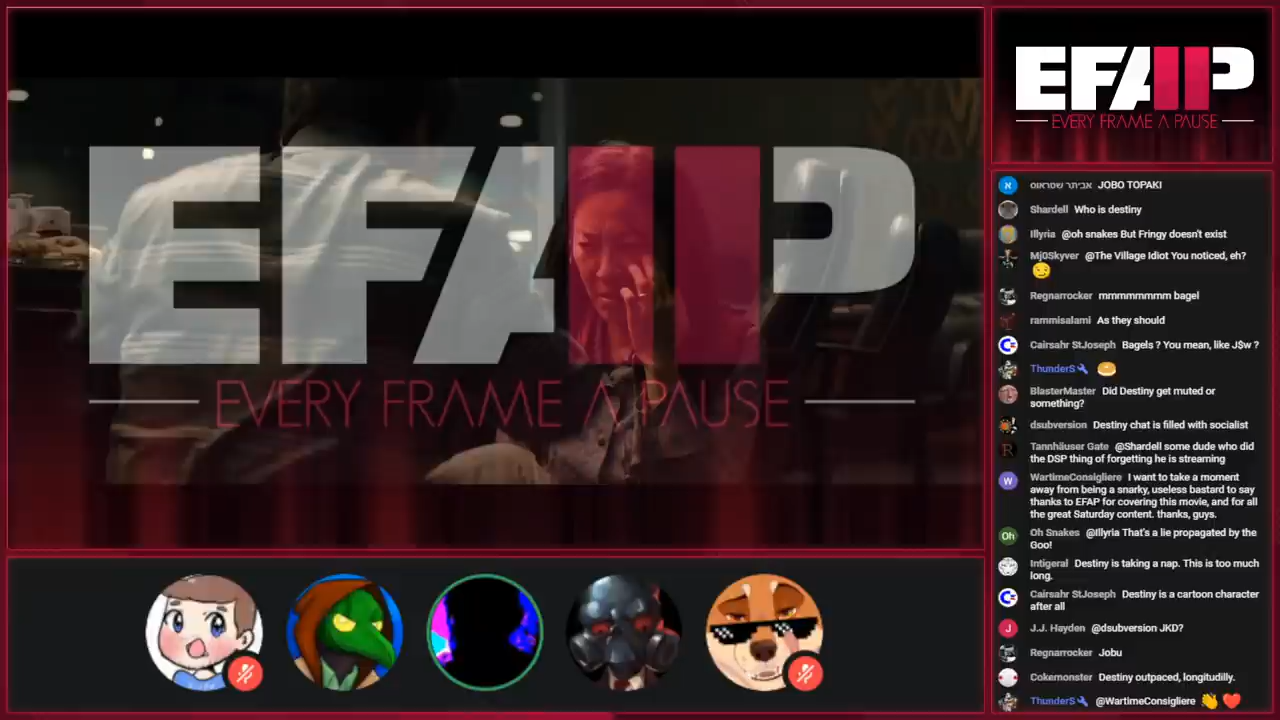 EFAP
EVERY FRAME A PAUSE
EFAP
EVERY FRAME A PAUSE
אביתר שטראוס JOBO TOPAKI
Shardell Who is destiny
Illyria @oh snakes But Fringy doesn't exist
Mj0Skyver @The Village Idiot You noticed, eh?
Regnarrocker mmmmmmmm bagel
rammisalami As they should
Cairsahr StJoseph Bagels ? You mean, like J$w ?
ThunderS
BlasterMaster Did Destiny get muted or
something?
dsubversion Destiny chat is filled with socialist
Tannhäuser Gate @Shardell some dude who did
the DSP thing of forgetting he is streaming
WartimeConsigliere I want to take a moment
away from being a snarky, useless bastard to say
thanks to EFAP for covering this movie, and for all
the great Saturday content. thanks, guys.
Oh Snakes @Illyria That's a lie propagated by the
Goo!
Intigeral Destiny is taking a nap. This is too much
long.
Cairsahr StJoseph Destiny is a cartoon character
after all
J.J. Hayden @dsubversion JKD?
Regnarrocker Jobu
Cokemonster Destiny outpaced, longitudilly.
ThunderS @WartimeConsigliere